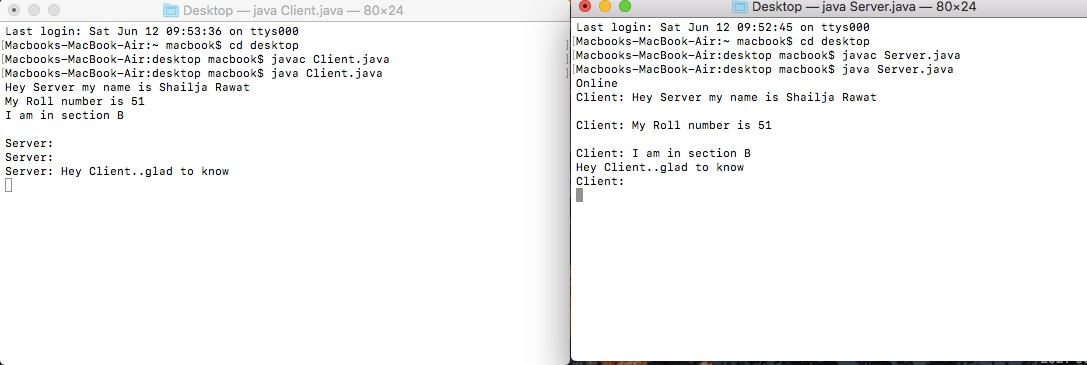 Desktop — java Client.java — 80×24
Last login: Sat Jun 12 09:53:36 on ttys000
[Macbooks-MacBook-Air:~ macbook$ cd desktop ]
[Macbooks-MacBook-Air:desktop macbook$ javac Client.java ]
[Macbooks-MacBook-Air:desktop macbook$ java Client.java ]
Hey Server my name is Shailja Rawat
My Roll number is 51
I am in section B
Server:
Server:
Server: Hey Client..glad to know
Desktop — java Server.java — 80×24
Last login: Sat Jun 12 09:52:45 on ttys000
[Macbooks-MacBook-Air:~ macbook$ cd desktop
[Macbooks-MacBook-Air:desktop macbook$ javac Server.java
[Macbooks-MacBook-Air:desktop macbook$ java Server.java
Online
Client: Hey Server my name is Shailja Rawat
Client: My Roll number is 51
Client: I am in section B
Hey Client..glad to know
Client: